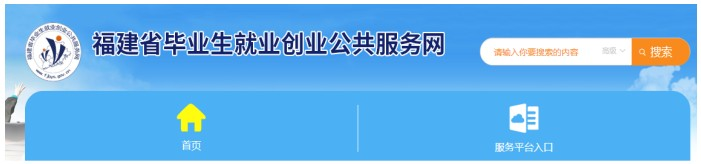 福建省毕业生就业创业公共服务网
请输入你要搜索的内容
搜索
首页
服务平台入口